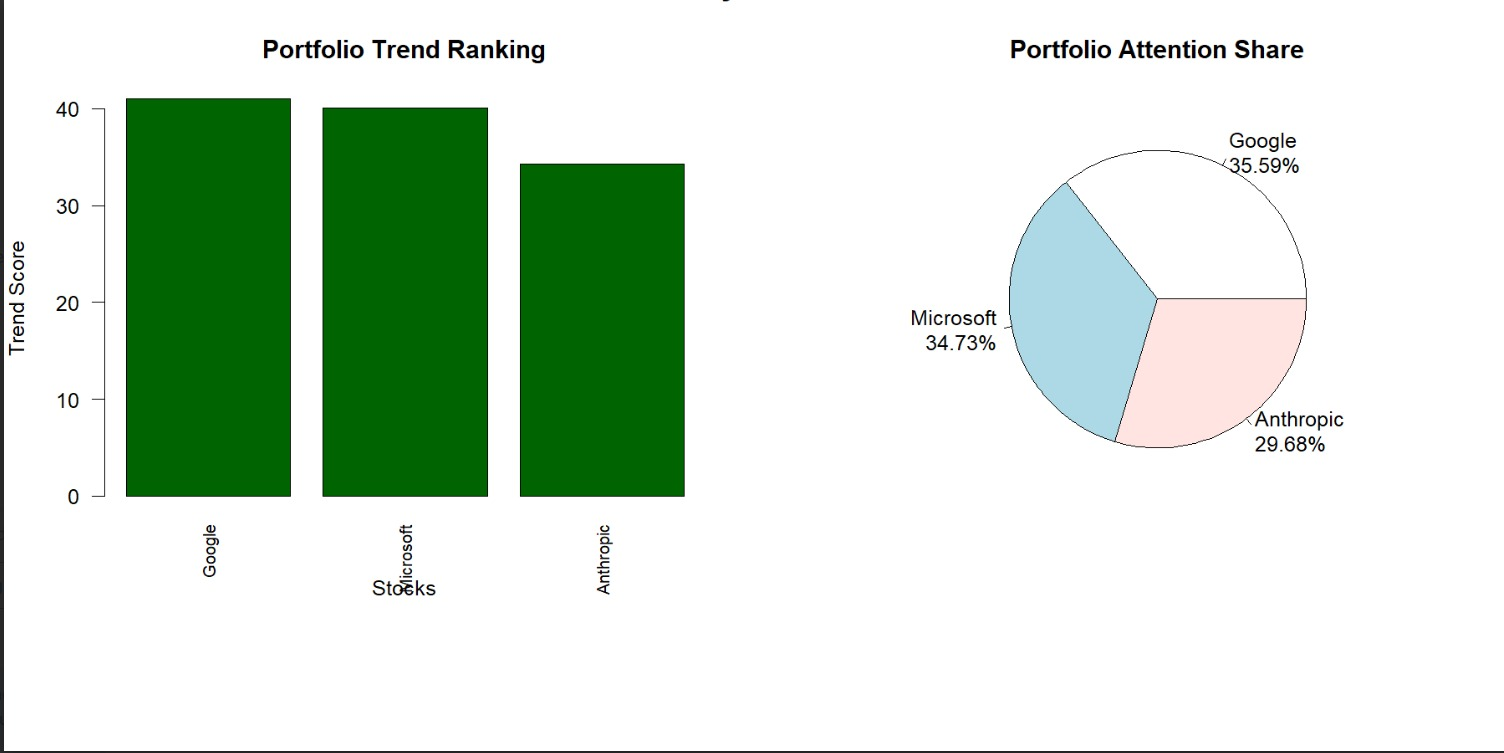 Portfolio Trend Ranking
Trend Score
40
30
20
10
0
Google
Microsoft
Anthropic
Stocks
Portfolio Attention Share
Google
35.59%
Microsoft
34.73%
Anthropic
29.68%